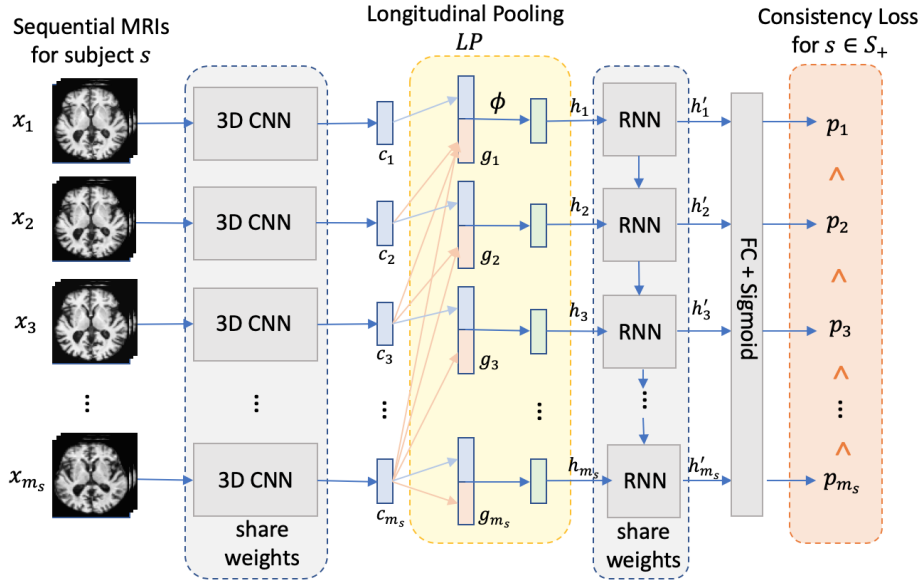 Sequential MRIs
for subject s
Longitudinal Pooling
LP
Consistency Loss
for s ∈ S₊
x₁
3D CNN
c₁
ϕ
g₁
h₁
RNN
h′₁
p₁
<
x₂
3D CNN
c₂
g₂
h₂
RNN
h′₂
p₂
<
x₃
3D CNN
c₃
g₃
h₃
RNN
h′₃
p₃
<
FC + Sigmoid
...
...
...
...
...
...
<
xₘₛ
3D CNN
cₘₛ
gₘₛ
hₘₛ
RNN
h′ₘₛ
pₘₛ
share
weights
share
weights